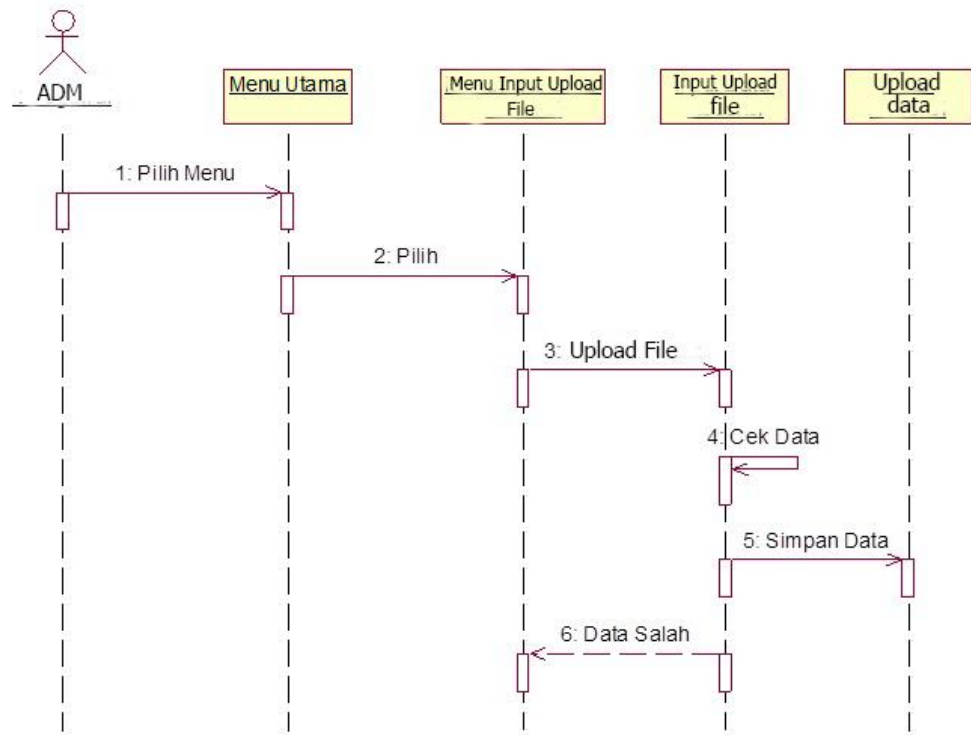 ADM
Menu Utama
Menu Input Upload
File
Input Upload
file
Upload
data
1: Pilih Menu
2: Pilih
3: Upload File
4: Cek Data
5: Simpan Data
6: Data Salah